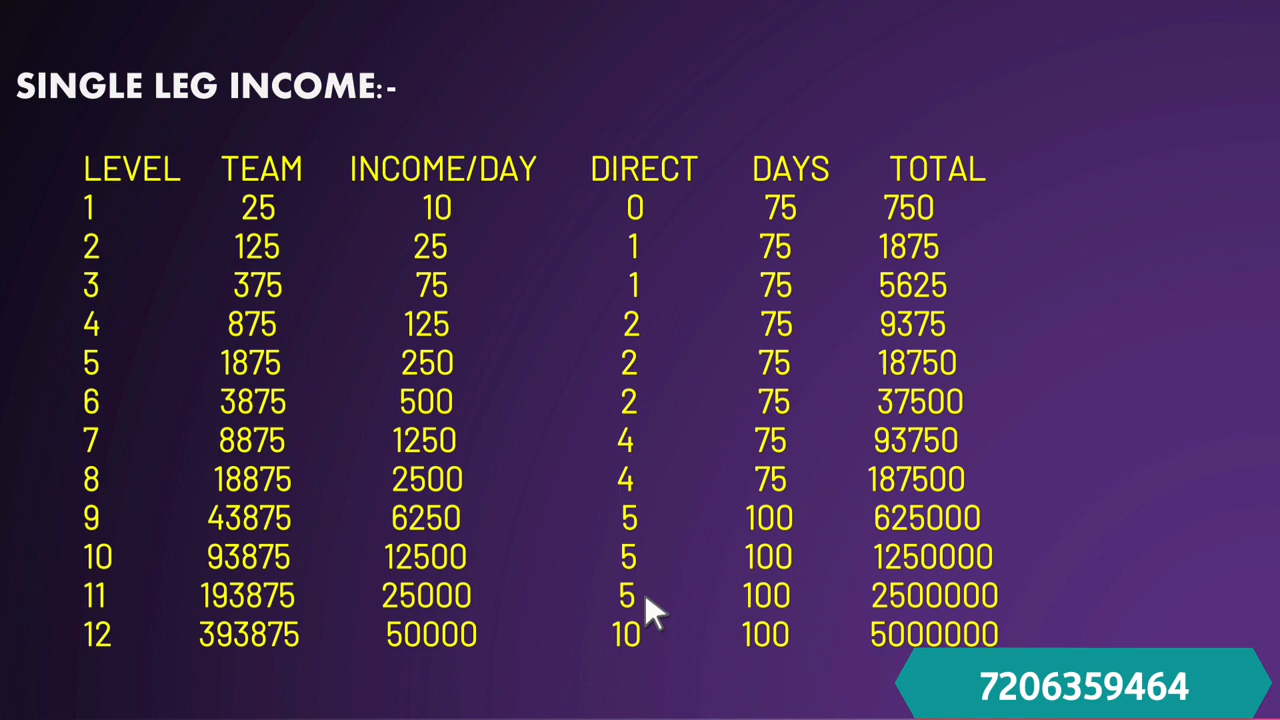 SINGLE LEG INCOME:-
LEVEL TEAM INCOME/DAY DIRECT DAYS TOTAL
1 25 10 0 75 750
2 125 25 1 75 1875
3 375 75 1 75 5625
4 875 125 2 75 9375
5 1875 250 2 75 18750
6 3875 500 2 75 37500
7 8875 1250 4 75 93750
8 18875 2500 4 75 187500
9 43875 6250 5 100 625000
10 93875 12500 5 100 1250000
11 193875 25000 5 100 2500000
12 393875 50000 10 100 5000000
7206359464